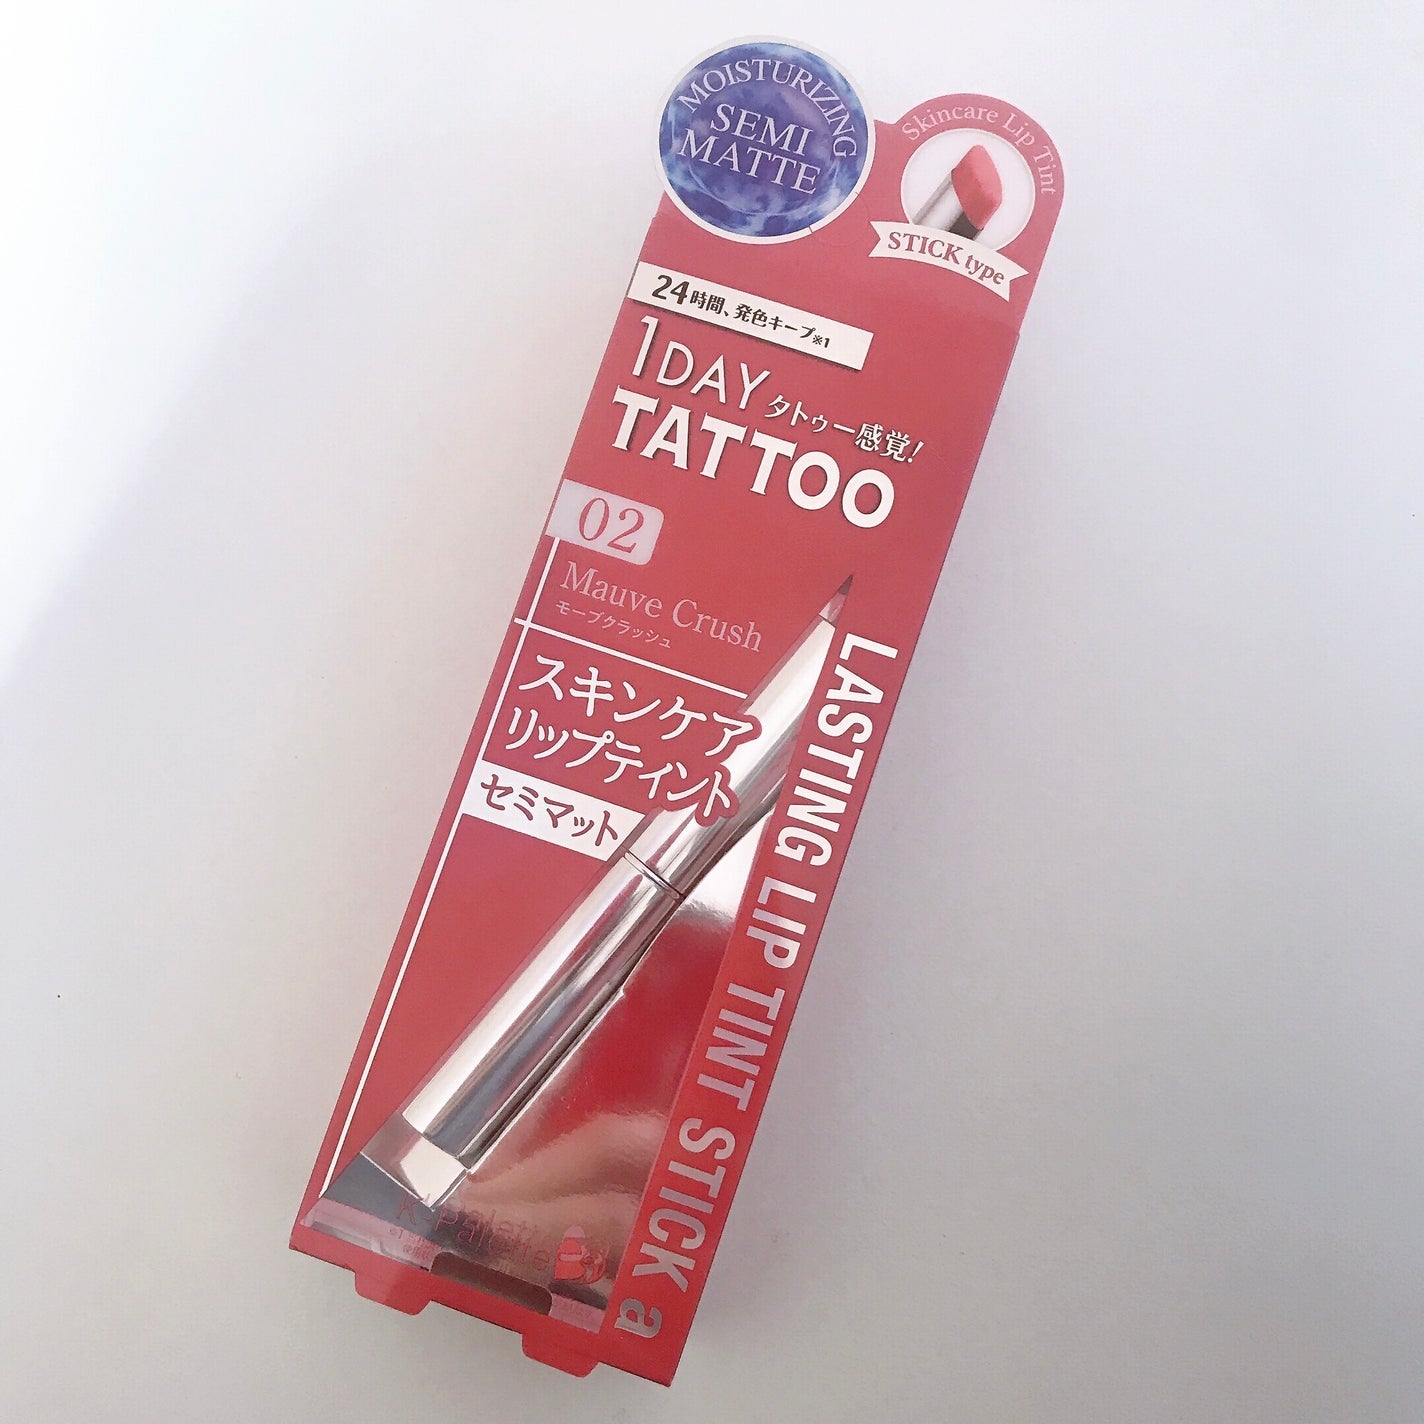 MOISTURIZING
SEMI
MATTE
Skincare Lip Tint
STICK type
24時間、発色キープ※1
1DAY タトゥー感覚!
TATTOO
02
Mauve Crush
モーブクラッシュ
スキンケア
リップティント
セミマット
LASTING LIP TINT STICK a
K-Palette